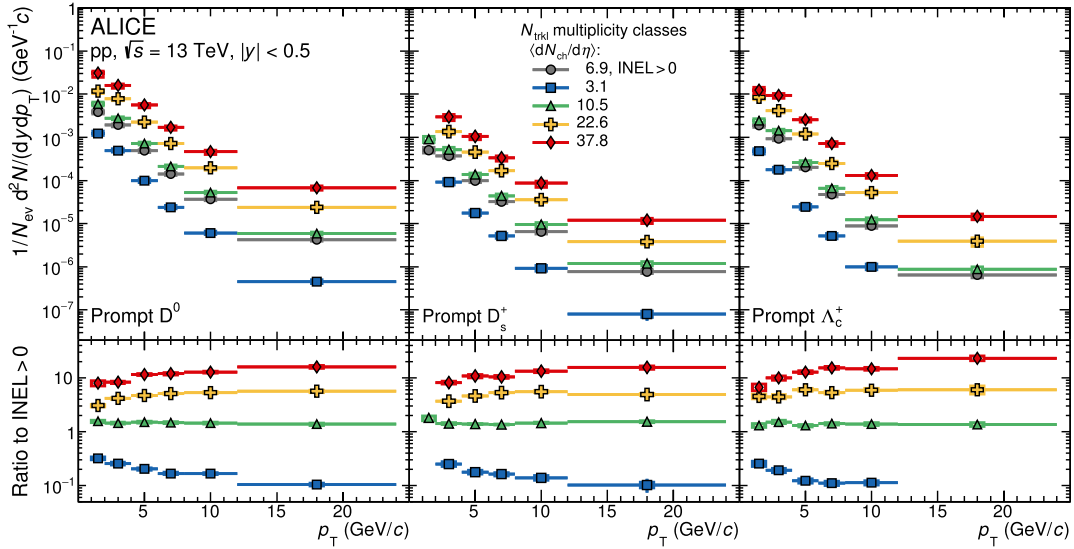 ALICE
pp, √s = 13 TeV, |y| < 0.5
N_trkl multiplicity classes
⟨dN_ch/dη⟩:
6.9, INEL > 0
3.1
10.5
22.6
37.8
1/N_ev d²N/(dydp_T) (GeV⁻¹c)
1
10⁻¹
10⁻²
10⁻³
10⁻⁴
10⁻⁵
10⁻⁶
10⁻⁷
Prompt D⁰
Prompt D_s⁺
Prompt Λ_c⁺
Ratio to INEL > 0
10
1
10⁻¹
5 10 15 20
5 10 15 20
5 10 15 20
p_T (GeV/c)
p_T (GeV/c)
p_T (GeV/c)